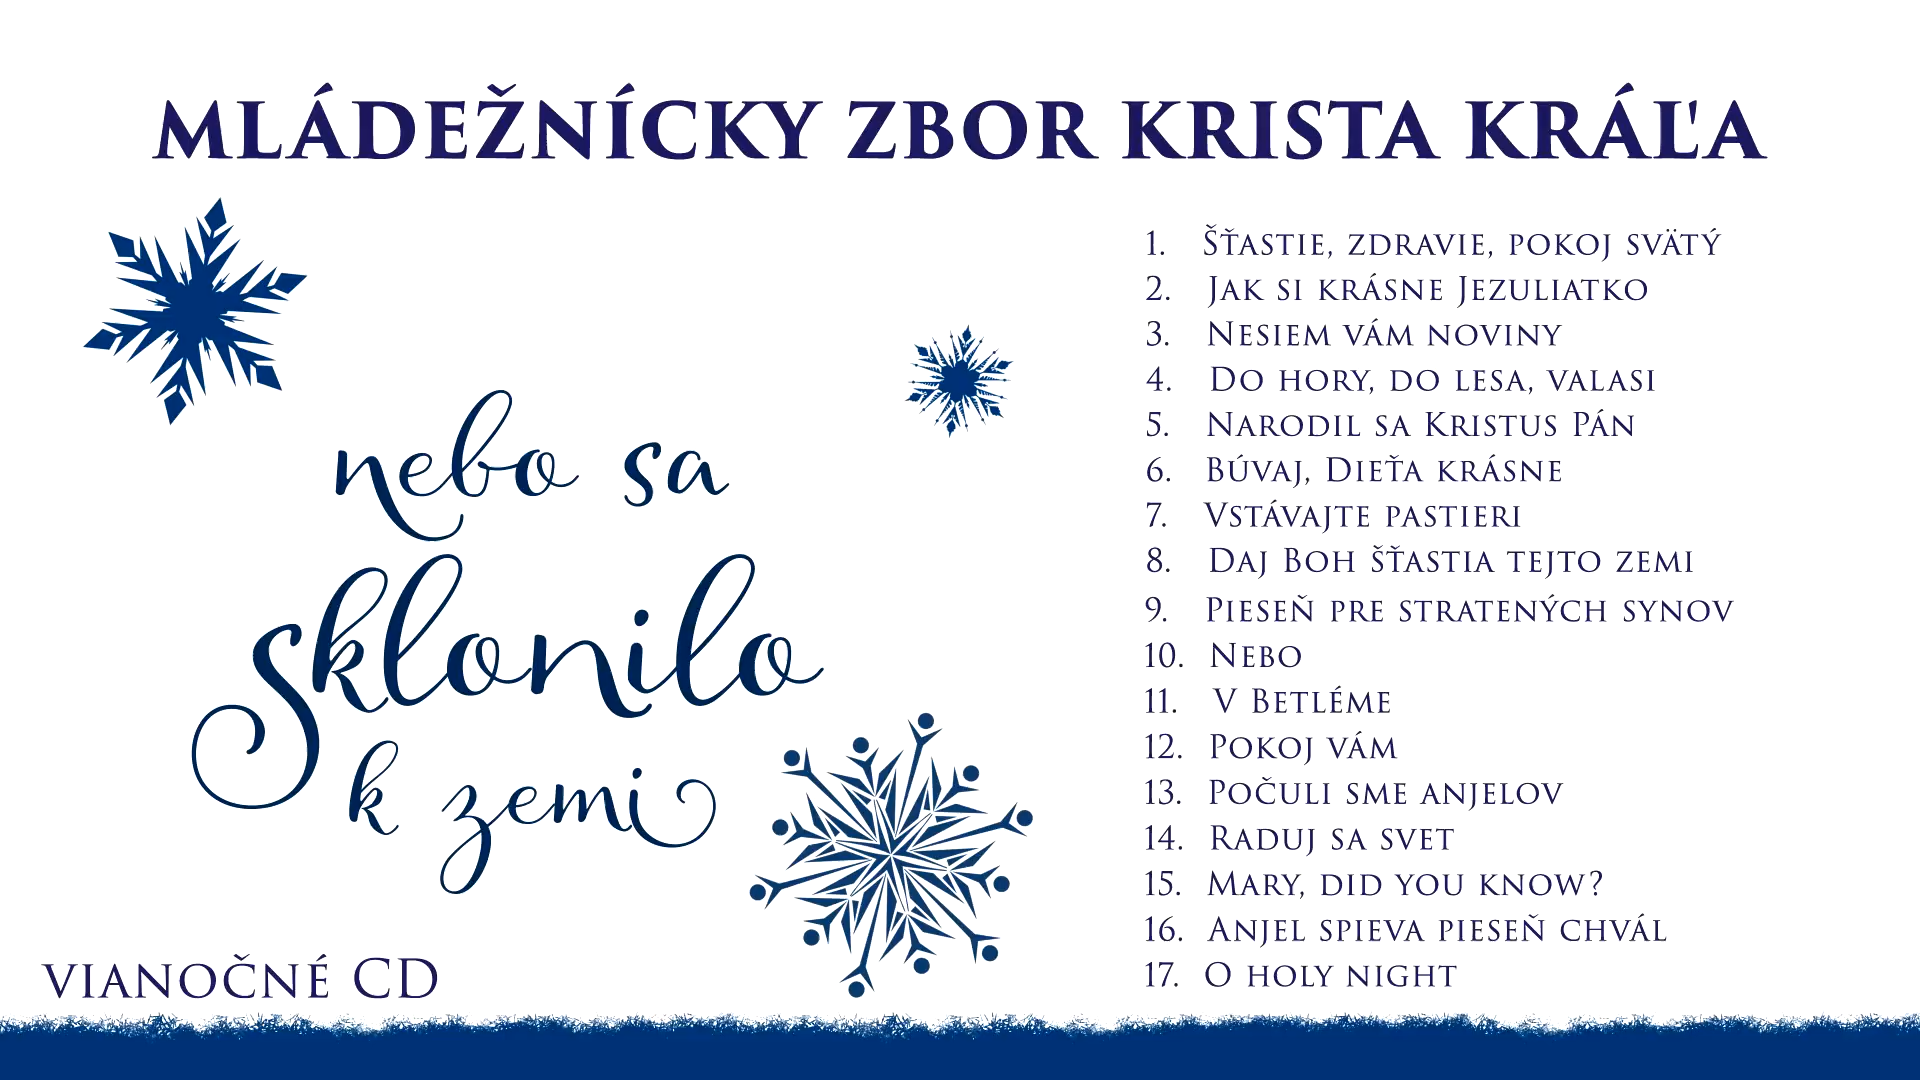 MLÁDEŽNÍCKY ZBOR KRISTA KRÁĽA
nebo sa
sklonilo
k zemi
VIANOČNÉ CD
1. Šťastie, zdravie, pokoj svätý
2. Jak si krásne Jezuliatko
3. Nesiem vám noviny
4. Do hory, do lesa, valasi
5. Narodil sa Kristus Pán
6. Búvaj, Dieťa krásne
7. Vstávajte pastieri
8. Daj Boh šťastia tejto zemi
9. Pieseň pre stratených synov
10. Nebo
11. V Betléme
12. Pokoj vám
13. Počuli sme anjelov
14. Raduj sa svet
15. Mary, did you know?
16. Anjel spieva pieseň chvál
17. O holy night